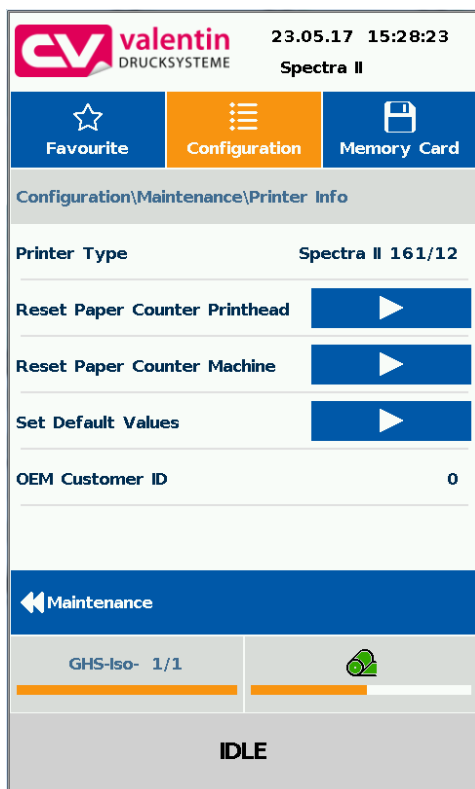 CV valentin
DRUCKSYSTEME
23.05.17 15:28:23
Spectra II
Favourite Configuration Memory Card
Configuration\Maintenance\Printer Info
Printer Type Spectra II 161/12
Reset Paper Counter Printhead
Reset Paper Counter Machine
Set Default Values
OEM Customer ID 0
Maintenance
GHS-Iso- 1/1
IDLE